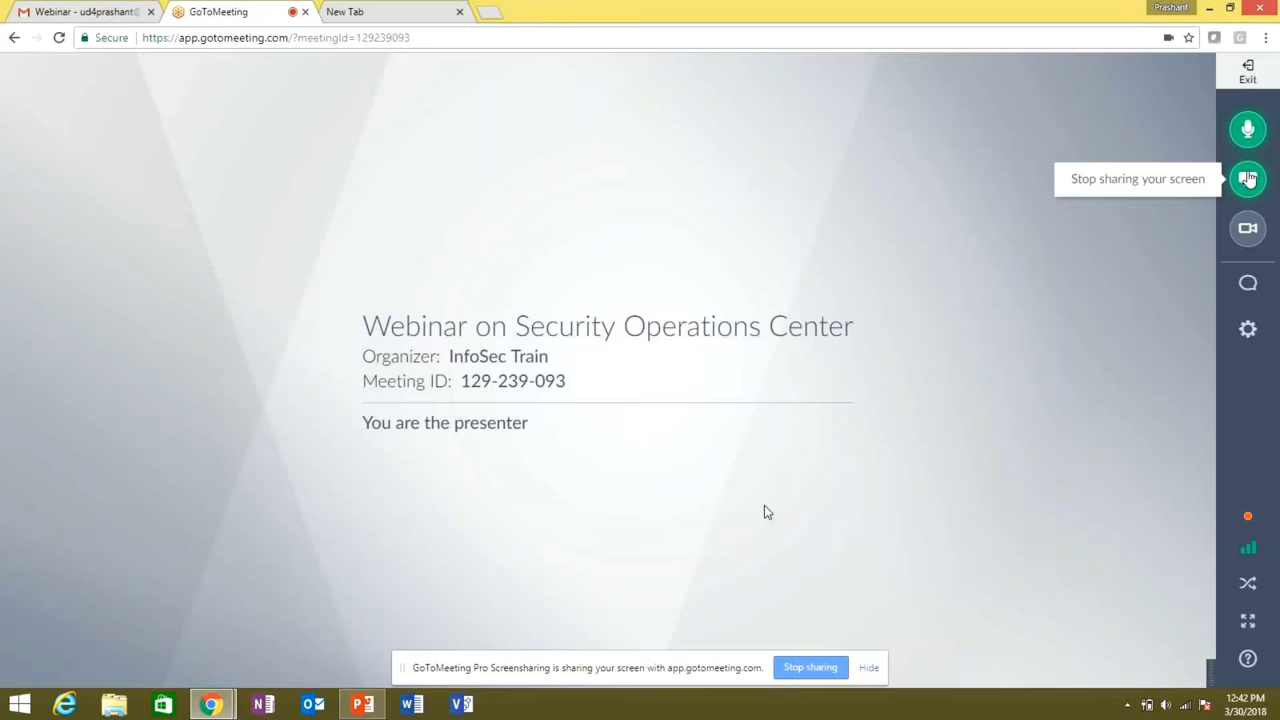 Webinar - ud4prashant@
GoToMeeting
New Tab
Prashant
Secure
https://app.gotomeeting.com/?meetingId=129239093
Exit
Stop sharing your screen
Webinar on Security Operations Center
Organizer: InfoSec Train
Meeting ID: 129-239-093
You are the presenter
GoToMeeting Pro Screensharing is sharing your screen with app.gotomeeting.com.
Stop sharing
Hide
12:42 PM
3/30/2018